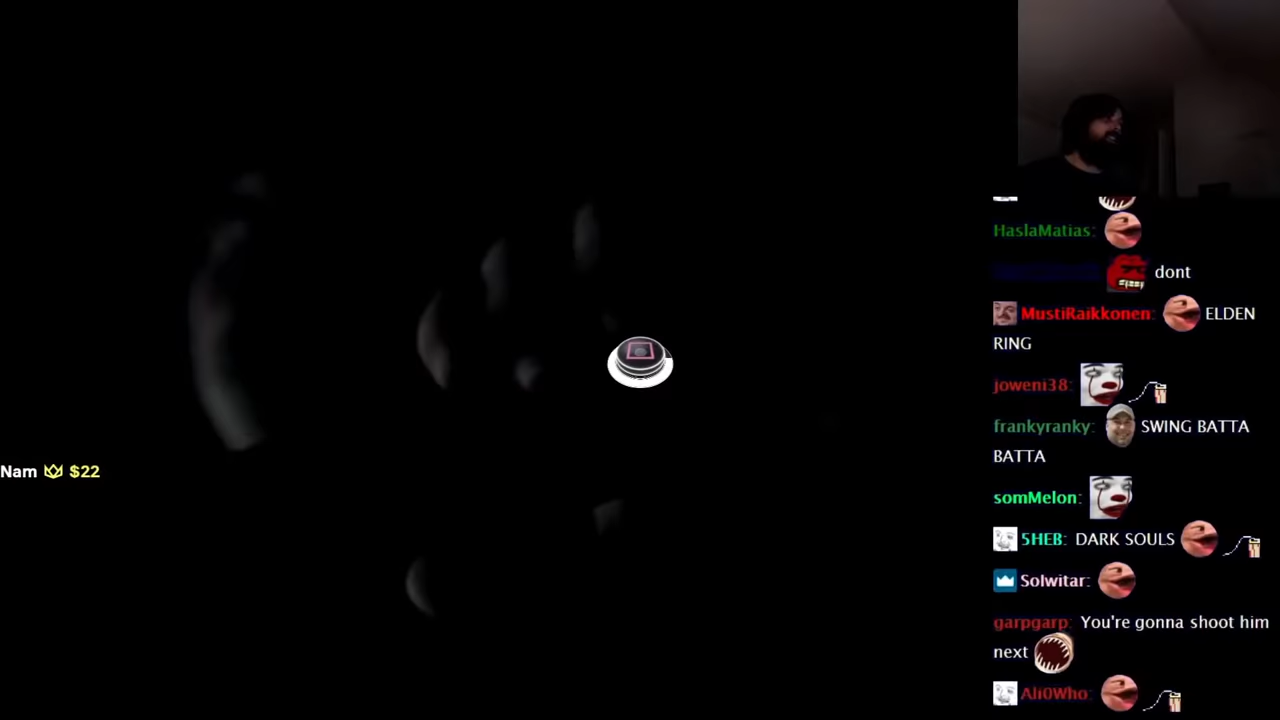 HaslaMatias:
dont
MustiRaikkonen: ELDEN
RING
joweni38:
frankyranky: SWING BATTA
BATTA
Nam $22
somMelon:
5HEB: DARK SOULS
Solwitar:
garpgarp: You're gonna shoot him
next
Ali0Who: